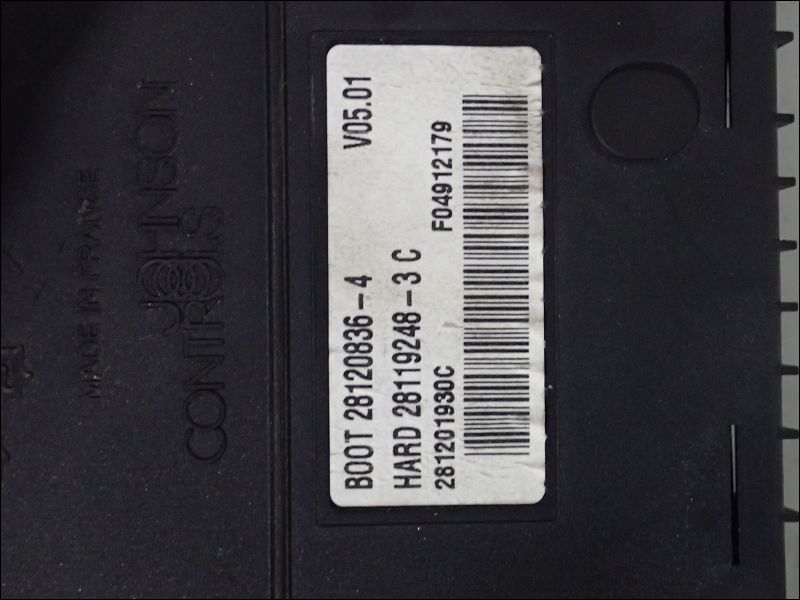 MADE IN FRANCE
JOHNSON
CONTROLS
BOOT 28120836-4 V05.01
HARD 28119248-3 C
281201930C F04912179